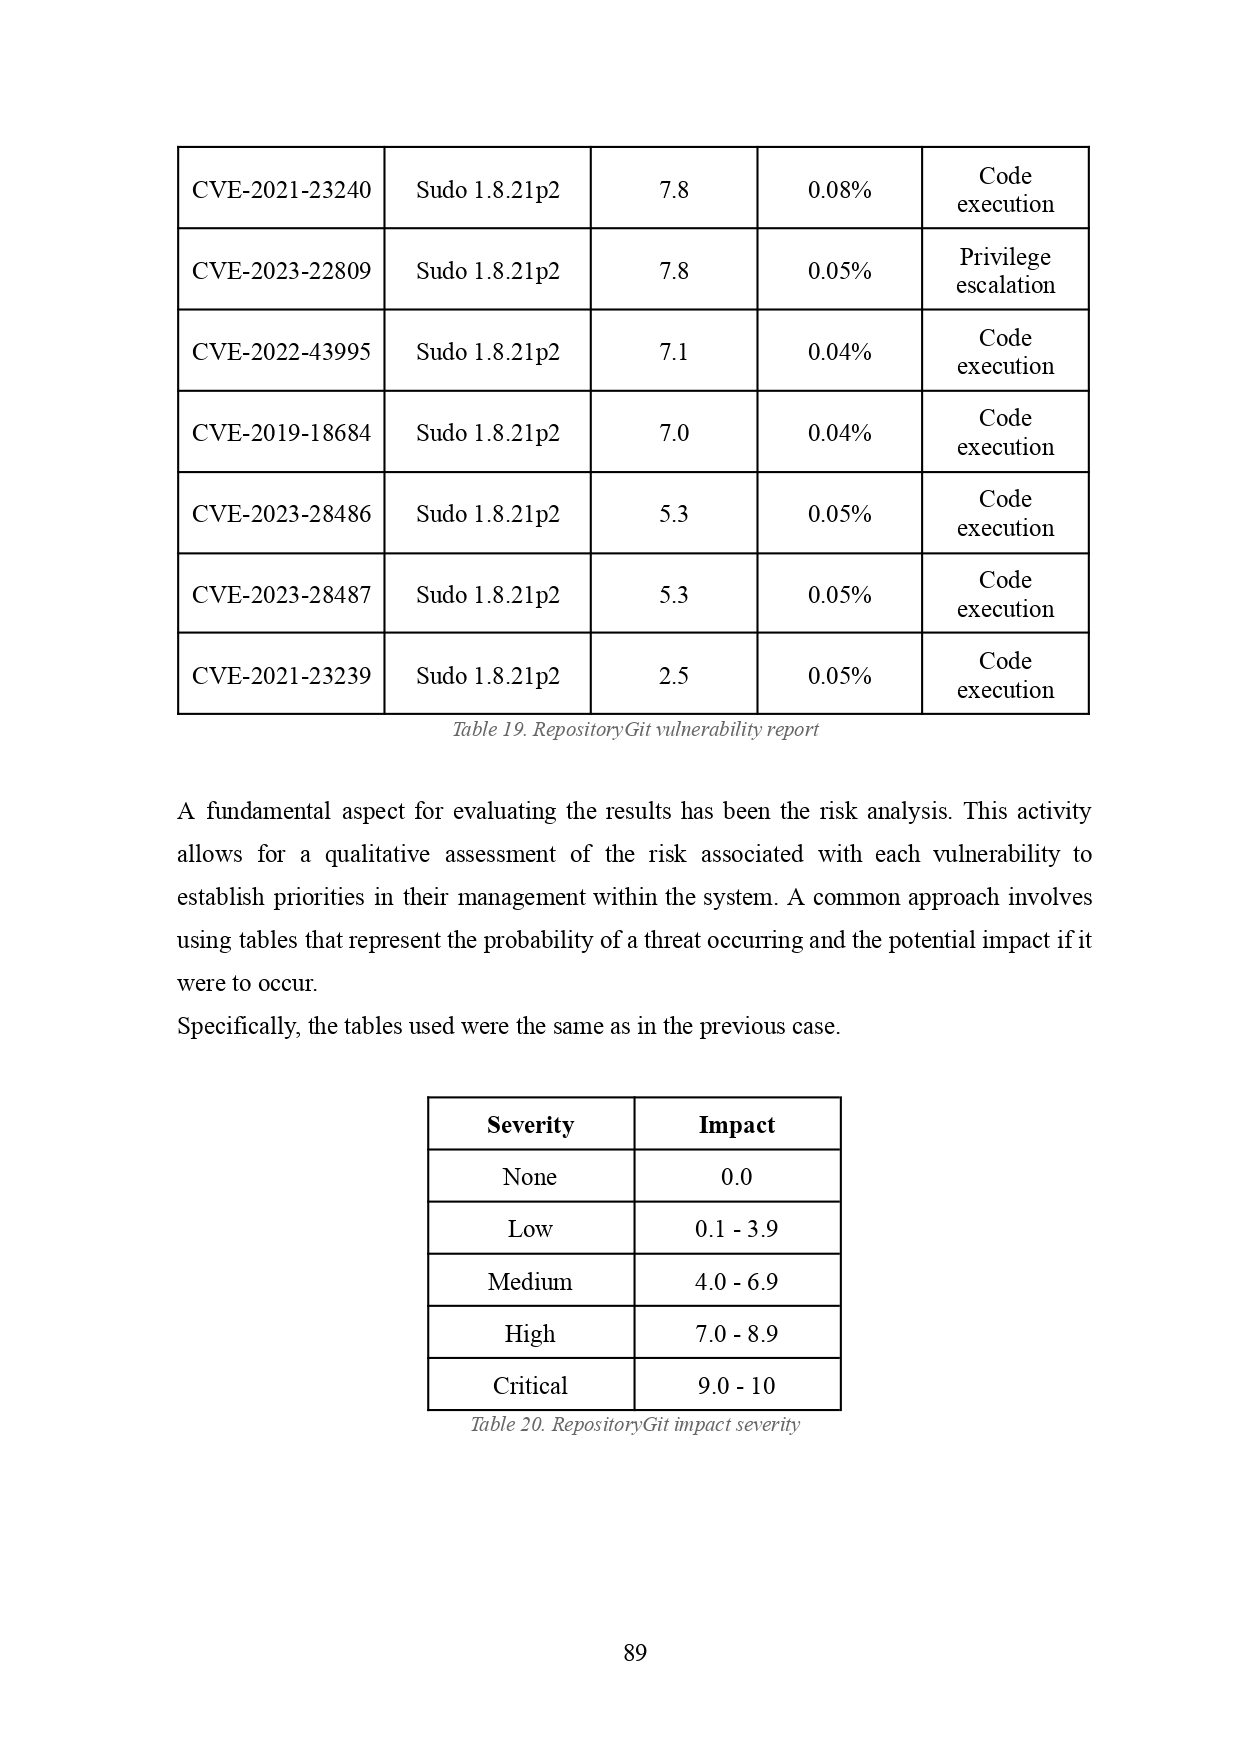 CVE-2021-23240 Sudo 1.8.21p2 7.8 0.08% Code execution
CVE-2023-22809 Sudo 1.8.21p2 7.8 0.05% Privilege escalation
CVE-2022-43995 Sudo 1.8.21p2 7.1 0.04% Code execution
CVE-2019-18684 Sudo 1.8.21p2 7.0 0.04% Code execution
CVE-2023-28486 Sudo 1.8.21p2 5.3 0.05% Code execution
CVE-2023-28487 Sudo 1.8.21p2 5.3 0.05% Code execution
CVE-2021-23239 Sudo 1.8.21p2 2.5 0.05% Code execution
Table 19. RepositoryGit vulnerability report
A fundamental aspect for evaluating the results has been the risk analysis. This activity
allows for a qualitative assessment of the risk associated with each vulnerability to
establish priorities in their management within the system. A common approach involves
using tables that represent the probability of a threat occurring and the potential impact if it
were to occur.
Specifically, the tables used were the same as in the previous case.
Severity Impact
None 0.0
Low 0.1 - 3.9
Medium 4.0 - 6.9
High 7.0 - 8.9
Critical 9.0 - 10
Table 20. RepositoryGit impact severity
89